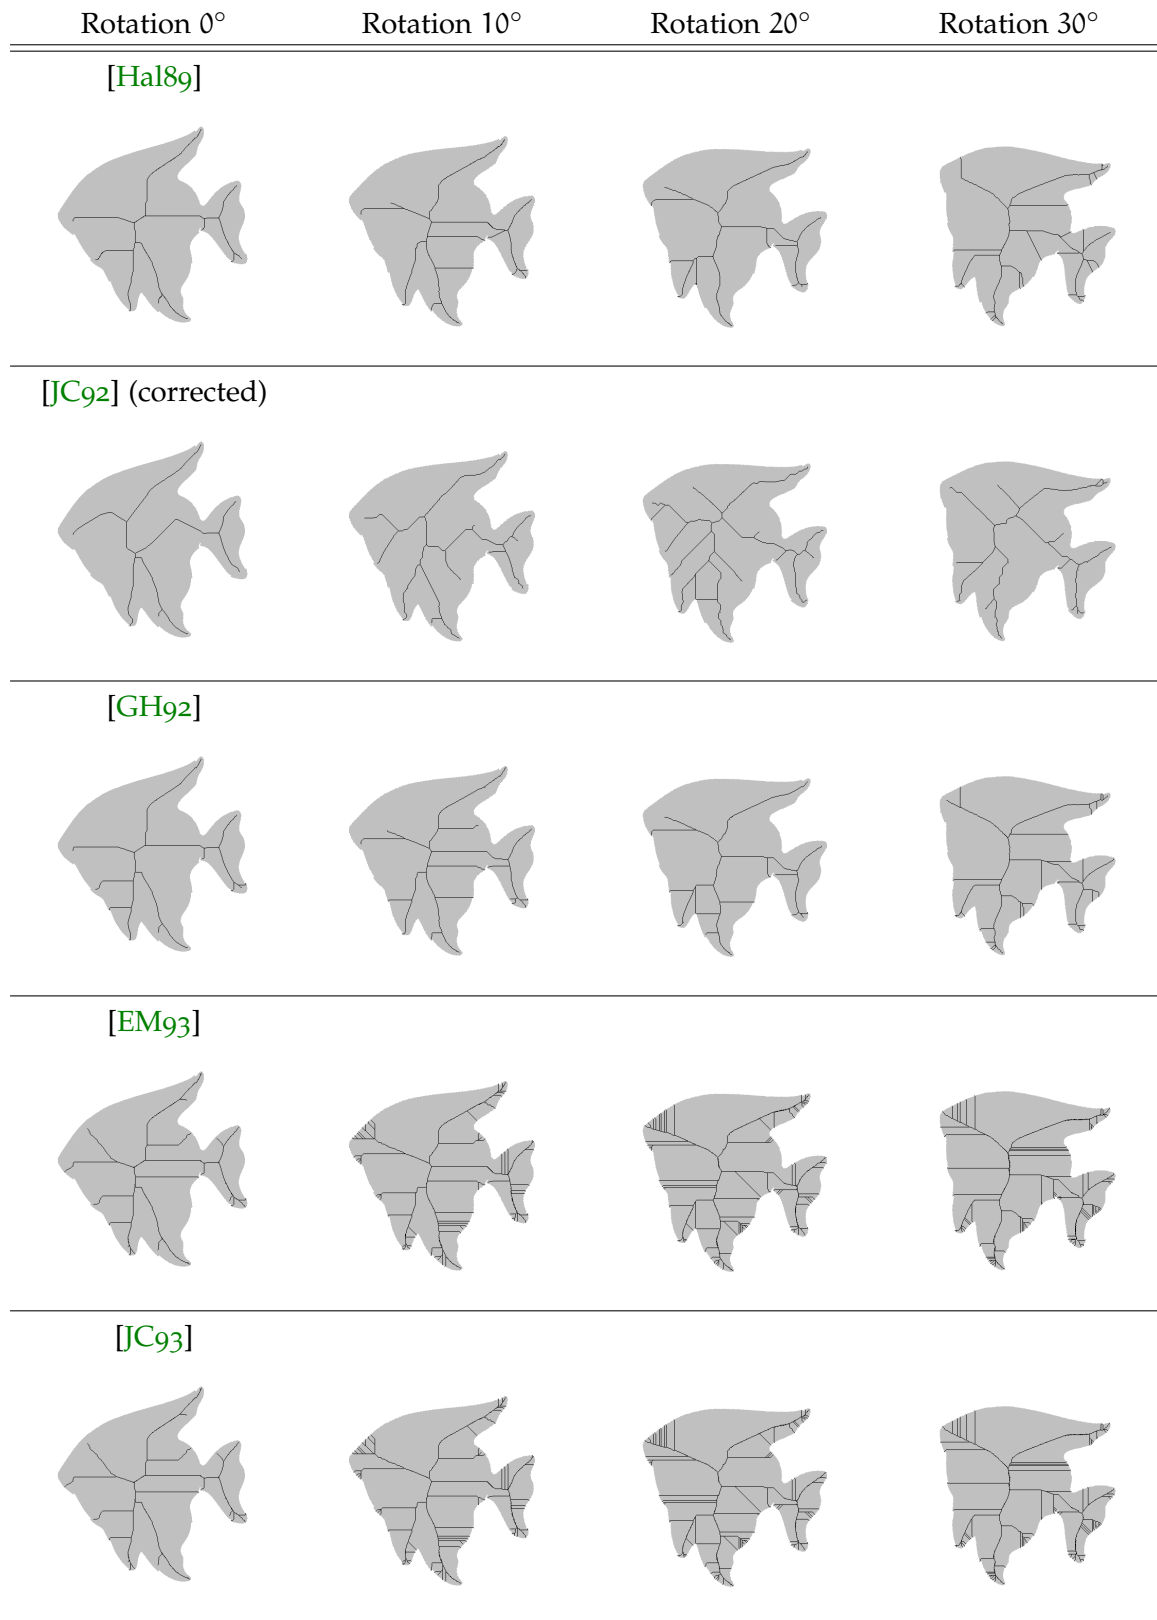 Rotation 0° Rotation 10° Rotation 20° Rotation 30°
[Hal89]
[JC92] (corrected)
[GH92]
[EM93]
[JC93]